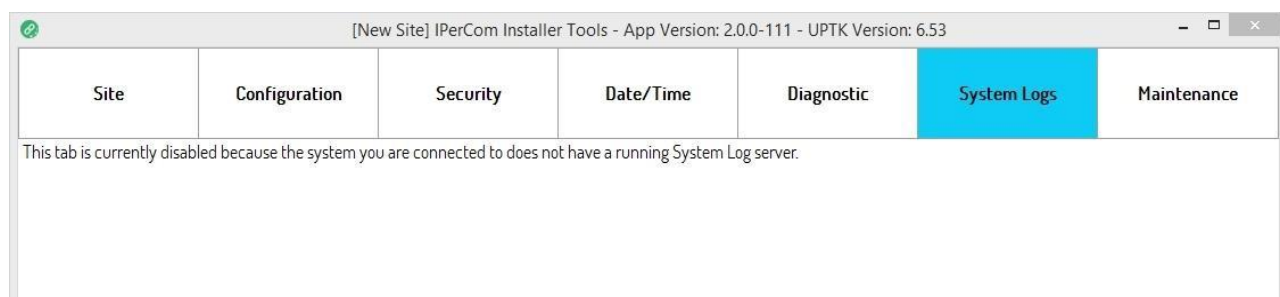 [New Site] IPerCom Installer Tools - App Version: 2.0.0-111 - UPTK Version: 6.53
Site Configuration Security Date/Time Diagnostic System Logs Maintenance
This tab is currently disabled because the system you are connected to does not have a running System Log server.